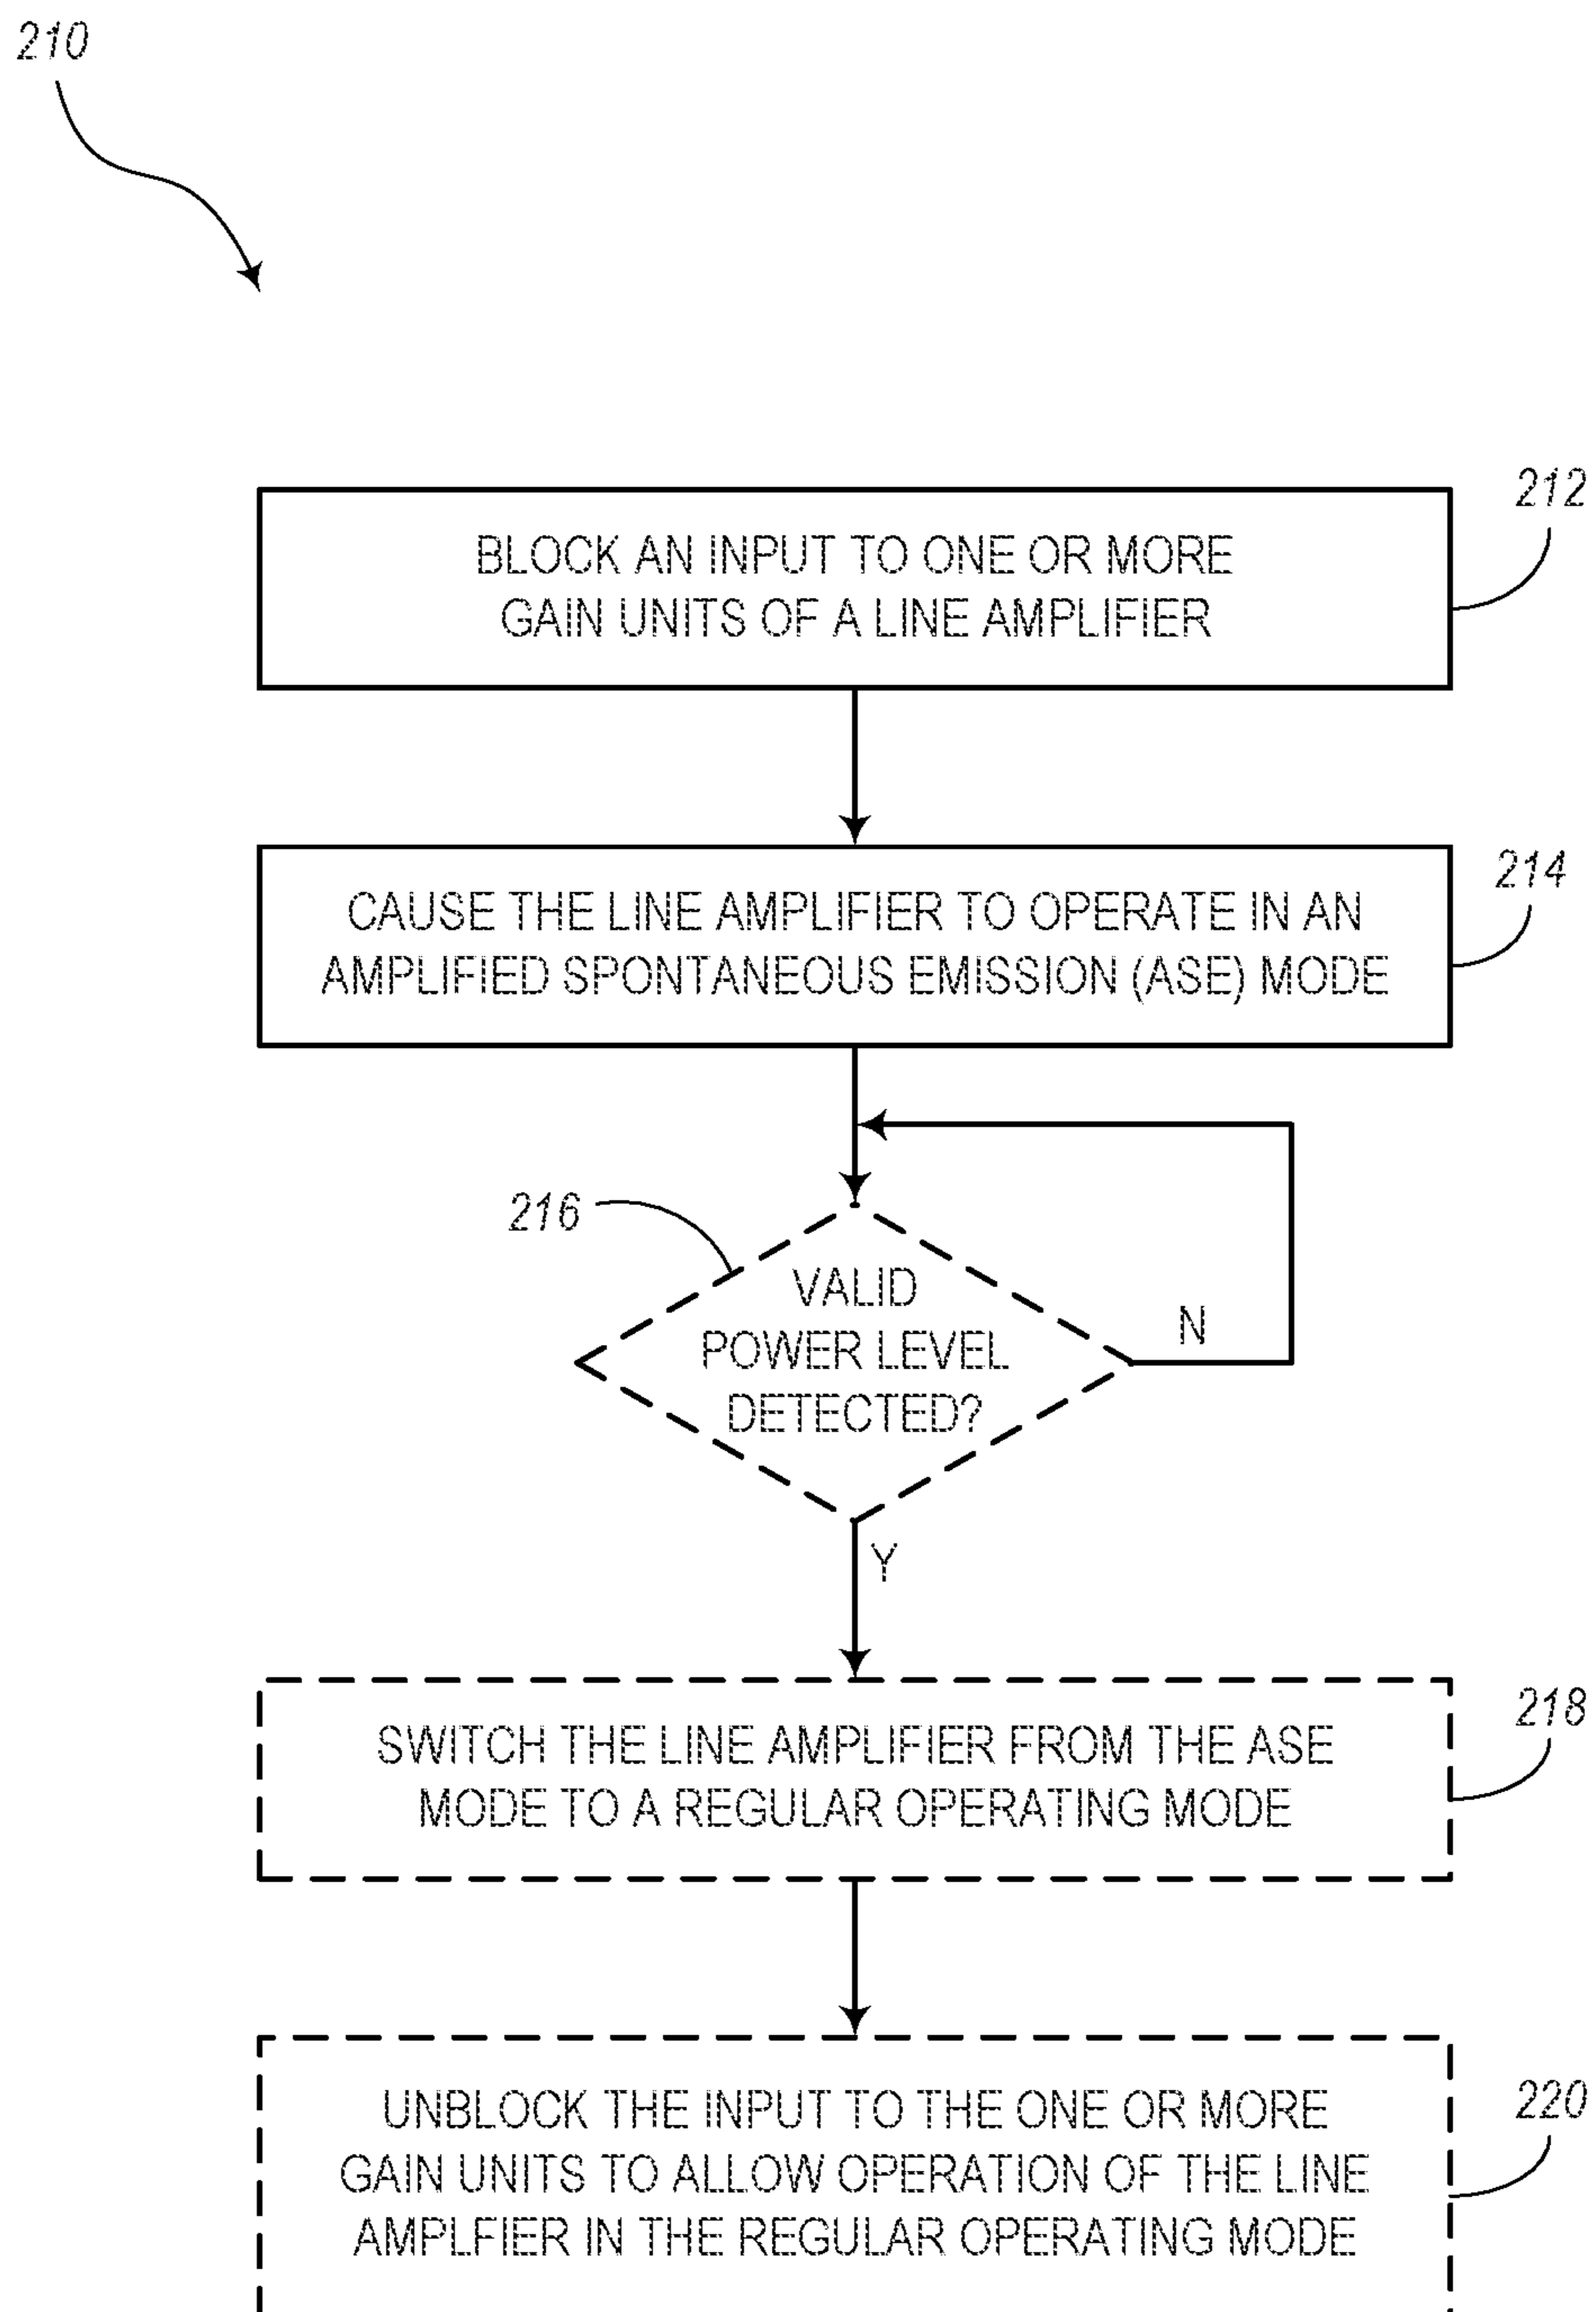 210
212
BLOCK AN INPUT TO ONE OR MORE
GAIN UNITS OF A LINE AMPLIFIER
214
CAUSE THE LINE AMPLIFIER TO OPERATE IN AN
AMPLIFIED SPONTANEOUS EMISSION (ASE) MODE
216
VALID
POWER LEVEL
DETECTED?
N
Y
218
SWITCH THE LINE AMPLIFIER FROM THE ASE
MODE TO A REGULAR OPERATING MODE
220
UNBLOCK THE INPUT TO THE ONE OR MORE
GAIN UNITS TO ALLOW OPERATION OF THE LINE
AMPLFIER IN THE REGULAR OPERATING MODE